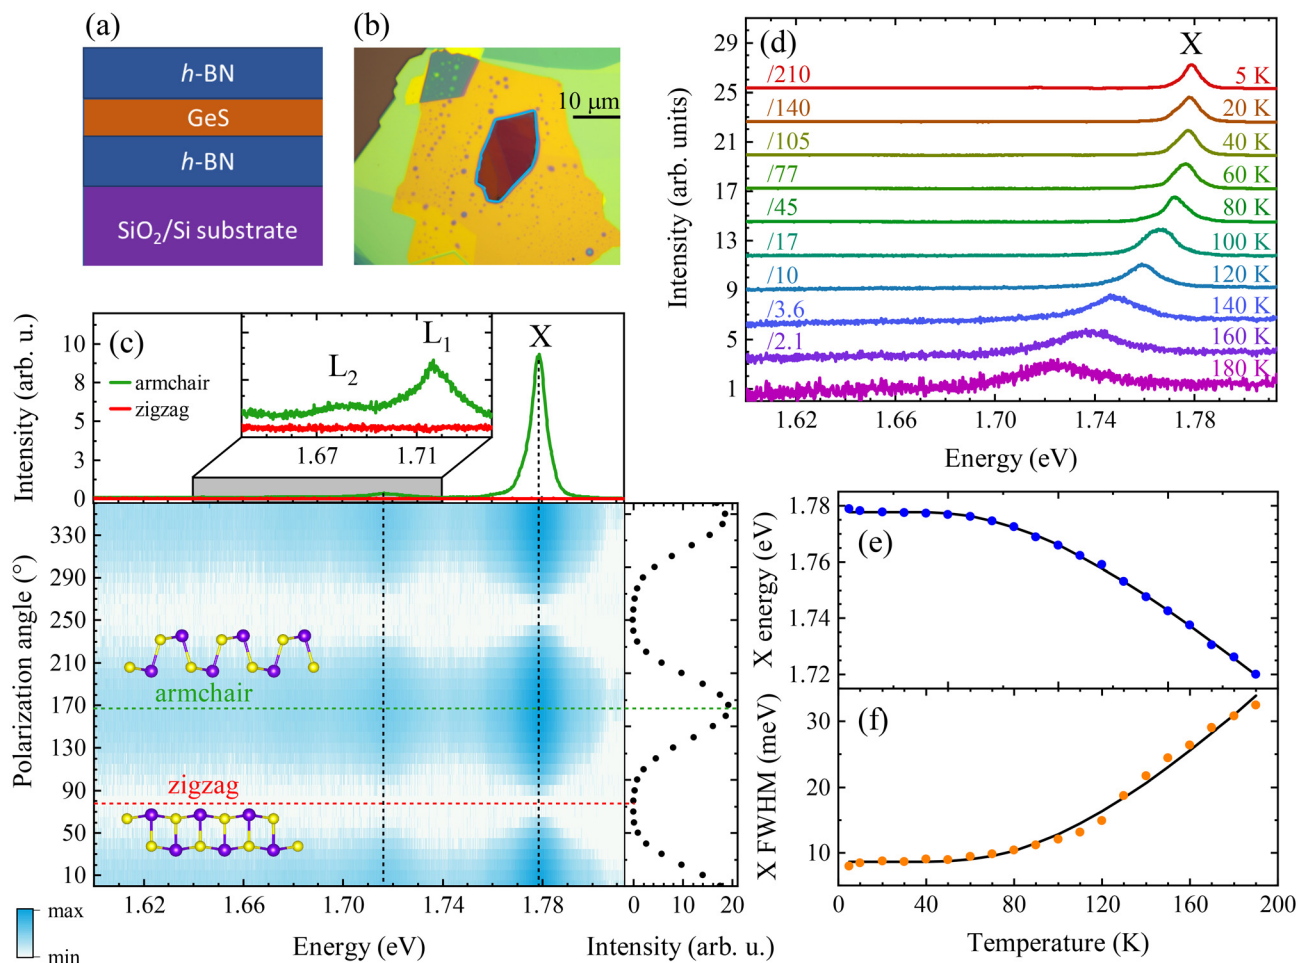 (a)
h-BN
GeS
h-BN
SiO₂/Si substrate
(b)
10 μm
(c)
Intensity (arb. u.)
10
8
5
3
0
armchair
zigzag
L₂
L₁
X
1.67
1.71
Polarization angle (°)
330
290
250
210
170
130
90
50
10
armchair
zigzag
max
min
1.62
1.66
1.70
1.74
1.78
Energy (eV)
0
10
20
Intensity (arb. u.)
(d)
X
Intensity (arb. units)
29
25
21
17
13
9
5
1
/210
5 K
/140
20 K
/105
40 K
/77
60 K
/45
80 K
/17
100 K
/10
120 K
/3.6
140 K
/2.1
160 K
180 K
1.62
1.66
1.70
1.74
1.78
Energy (eV)
(e)
X energy (eV)
1.78
1.76
1.74
1.72
(f)
X FWHM (meV)
30
20
10
0
40
80
120
160
200
Temperature (K)